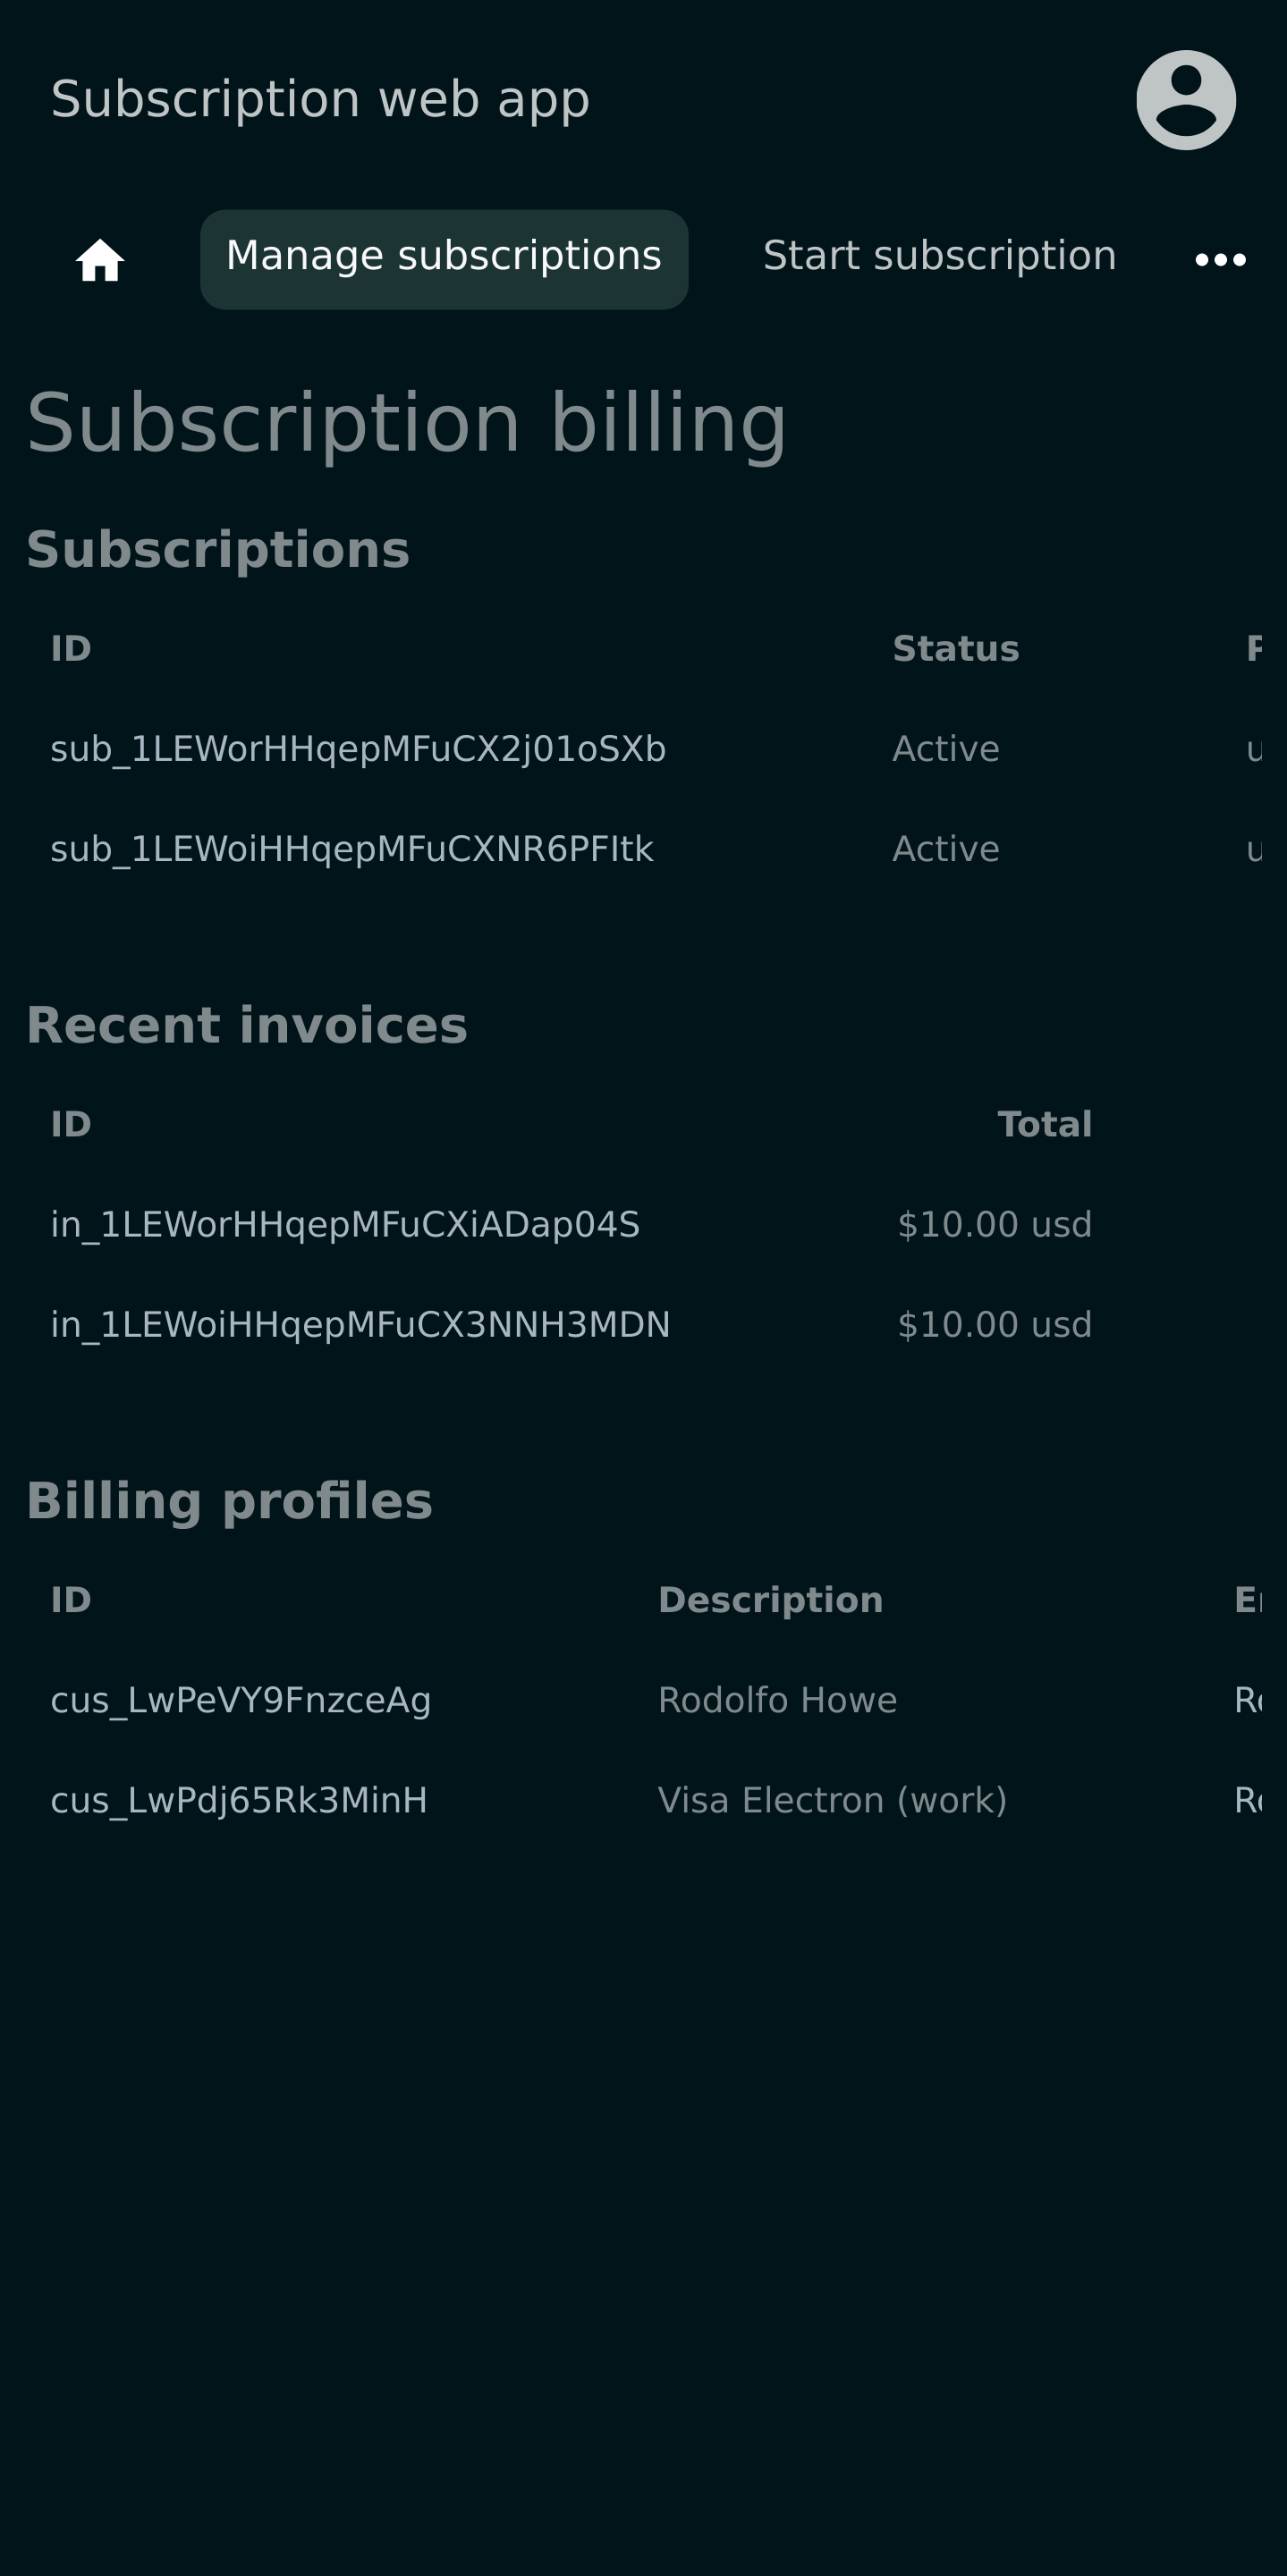 Subscription web app
Manage subscriptions Start subscription
Subscription billing
Subscriptions
ID Status
sub_1LEWorHHqepMFuCX2j01oSXb Active
sub_1LEWoiHHqepMFuCXNR6PFItk Active
Recent invoices
ID Total
in_1LEWorHHqepMFuCXiADap04S $10.00 usd
in_1LEWoiHHqepMFuCX3NNH3MDN $10.00 usd
Billing profiles
ID Description
cus_LwPeVY9FnzceAg Rodolfo Howe
cus_LwPdj65Rk3MinH Visa Electron (work)